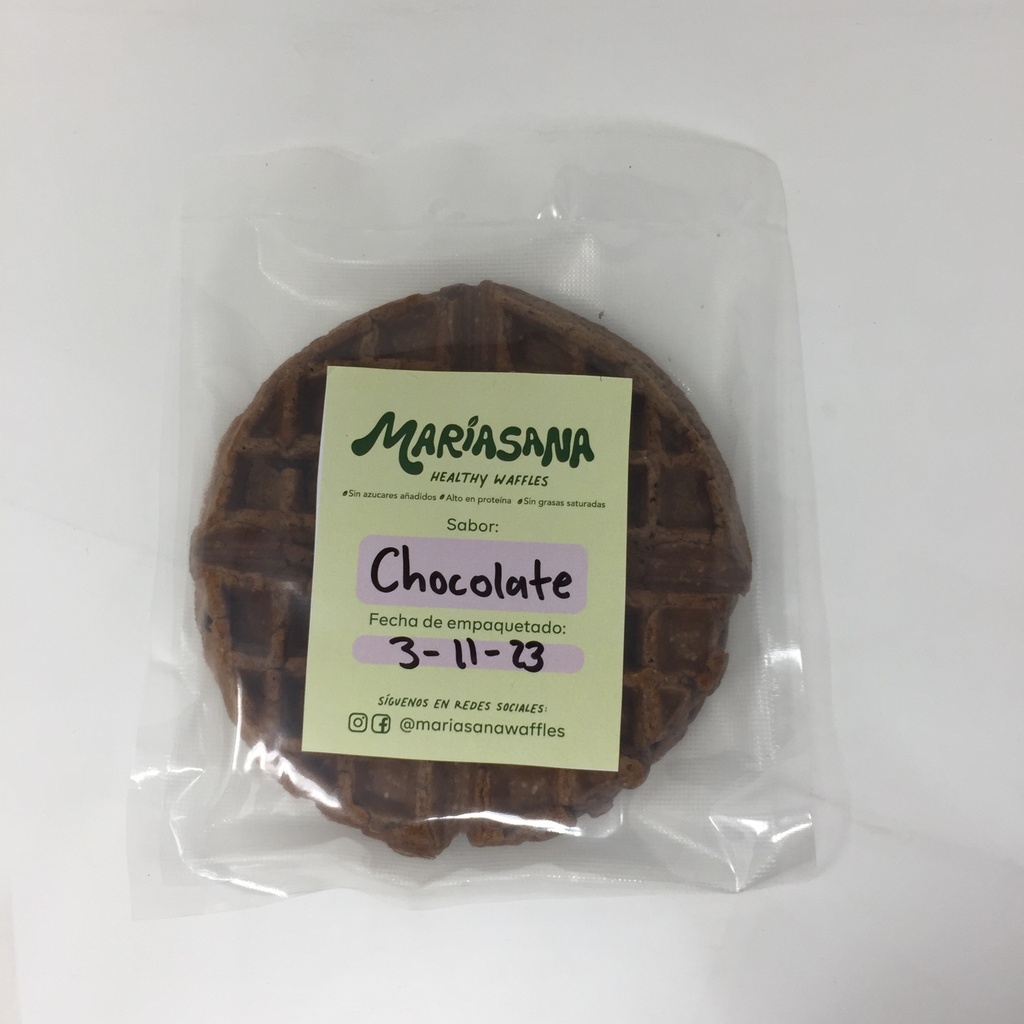 MARÍASANA
HEALTHY WAFFLES
Sin azucares añadidos Alto en proteína Sin grasas saturadas
Sabor:
Chocolate
Fecha de empaquetado:
3-11-23
SÍGUENOS EN REDES SOCIALES:
@mariasanawaffles